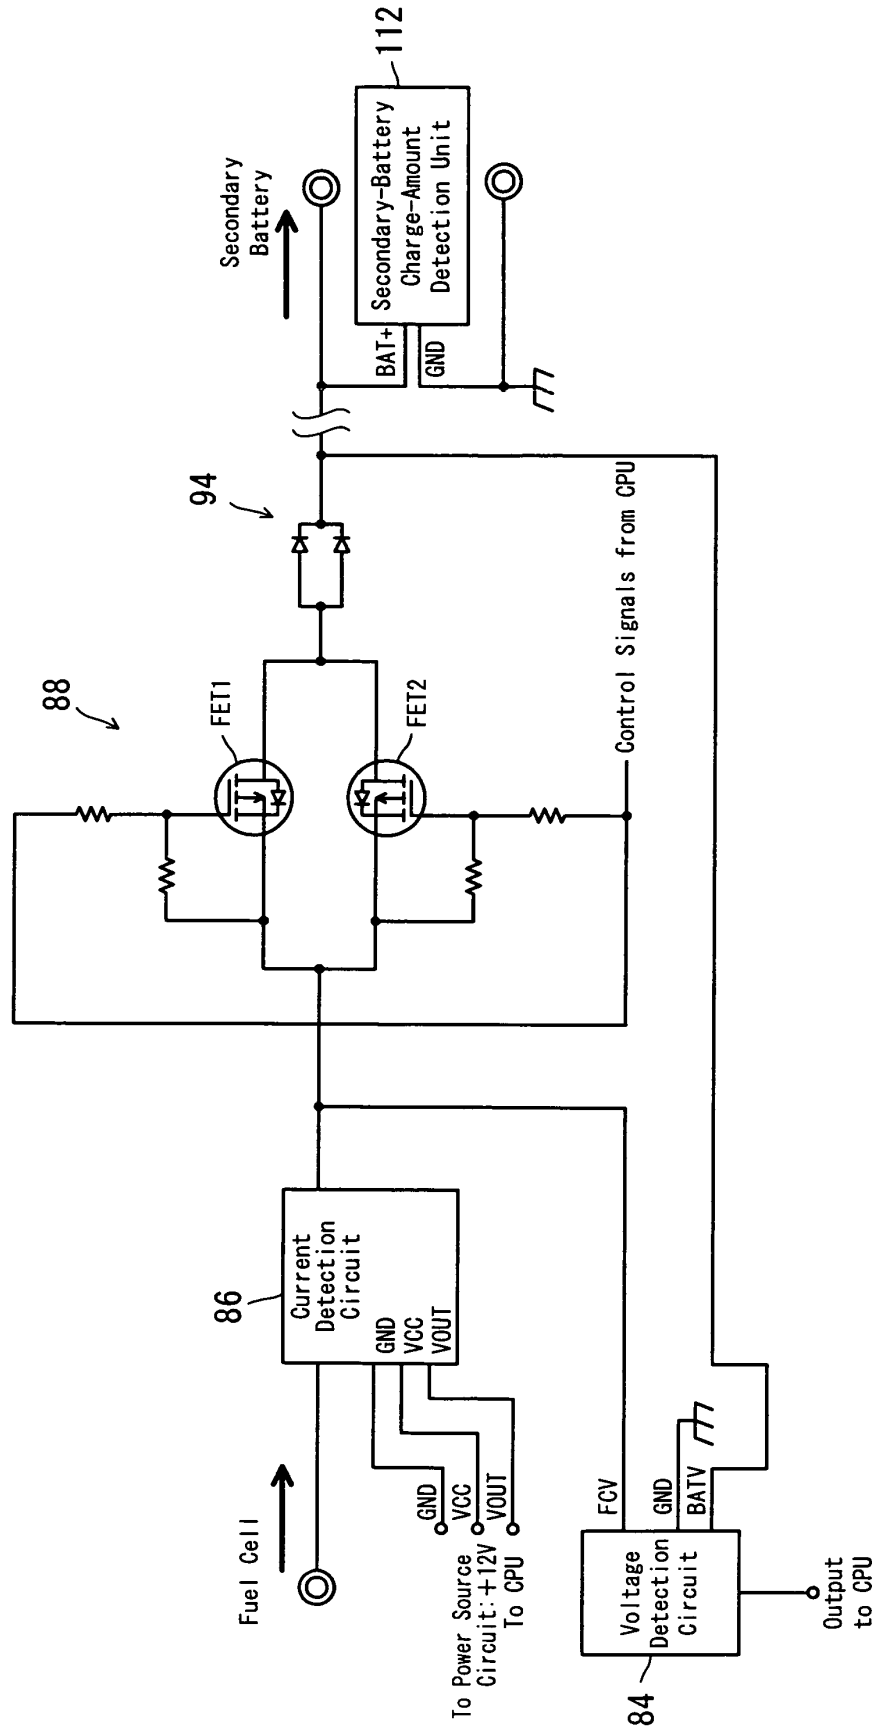 88
FET1
FET2
94
Secondary
Battery
112
Secondary-Battery
Charge-Amount
Detection Unit
BAT+
GND
Control Signals from CPU
Fuel Cell
86
Current
Detection
Circuit
GND
VCC
VOUT
GND
VCC
VOUT
To Power Source
Circuit:+12V
To CPU
84
Voltage
Detection
Circuit
FCV
GND
BATV
Output
to CPU